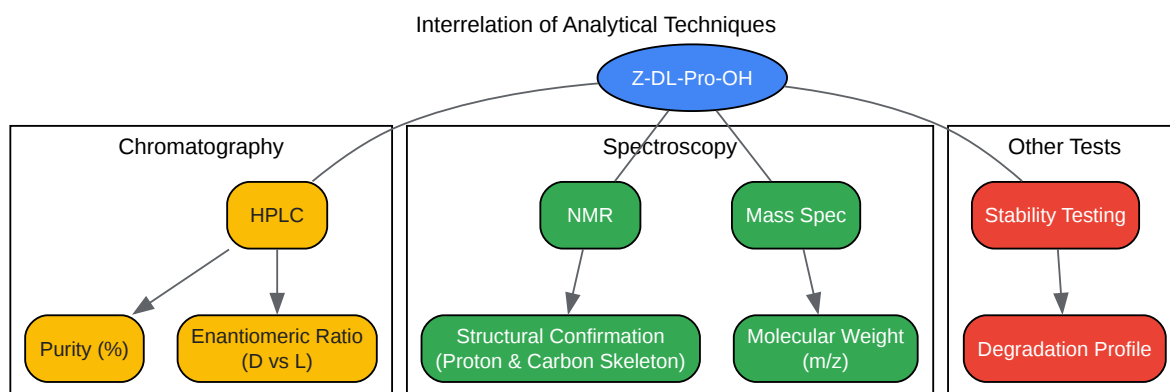 Interrelation of Analytical Techniques
Z-DL-Pro-OH
Chromatography
Spectroscopy
Other Tests
HPLC
NMR
Mass Spec
Stability Testing
Purity (%)
Enantiomeric Ratio
(D vs L)
Structural Confirmation
(Proton & Carbon Skeleton)
Molecular Weight
(m/z)
Degradation Profile